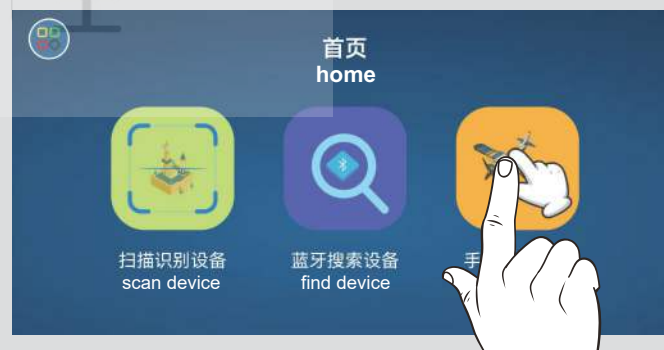 首页
home
扫描识别设备
scan device
蓝牙搜索设备
find device
手